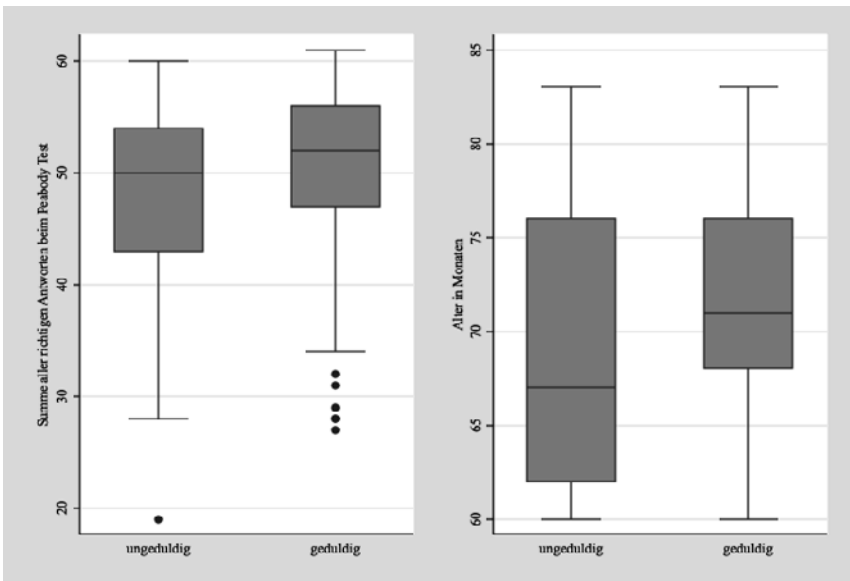 Summe aller richtigen Antworten beim Peabody Test
60
50
40
30
20
ungeduldig
geduldig
Alter in Monaten
85
80
75
70
65
60
ungeduldig
geduldig